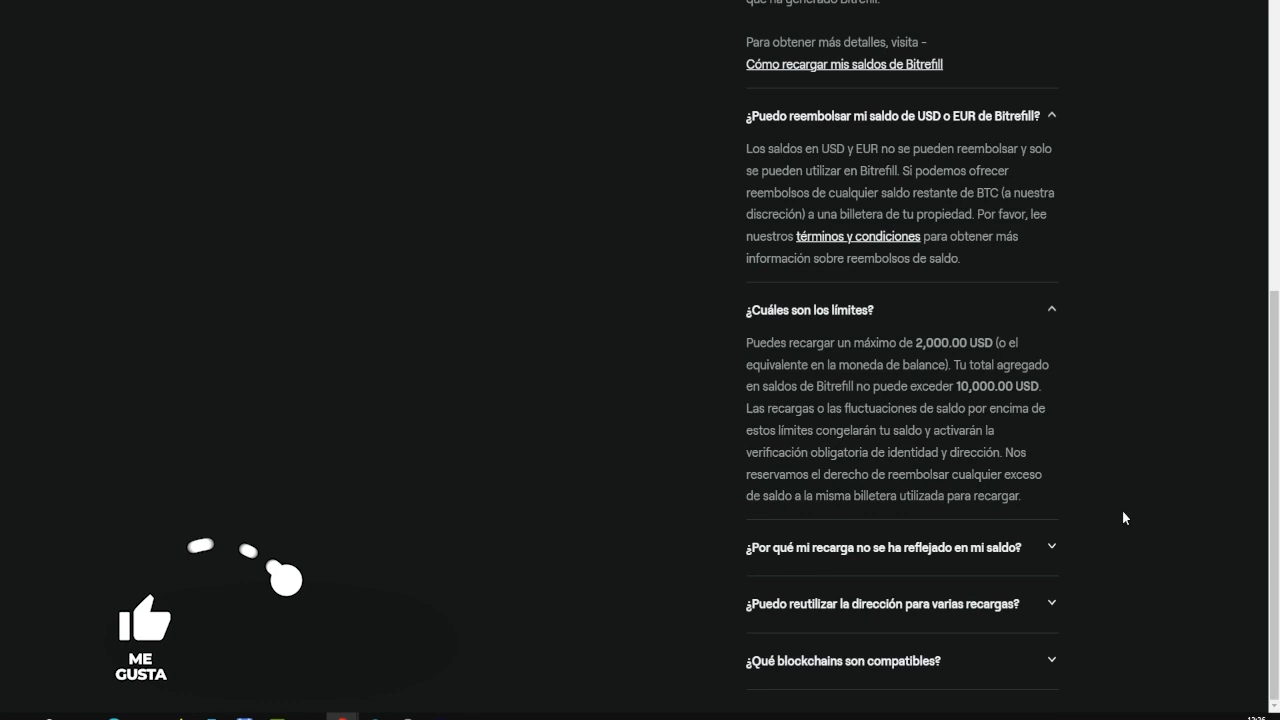 que ha generado Bitrefill.
Para obtener más detalles, visita -
Cómo recargar mis saldos de Bitrefill
¿Puedo reembolsar mi saldo de USD o EUR de Bitrefill?
Los saldos en USD y EUR no se pueden reembolsar y solo
se pueden utilizar en Bitrefill. Si podemos ofrecer
reembolsos de cualquier saldo restante de BTC (a nuestra
discreción) a una billetera de tu propiedad. Por favor, lee
nuestros términos y condiciones para obtener más
información sobre reembolsos de saldo.
¿Cuáles son los límites?
Puedes recargar un máximo de 2,000.00 USD (o el
equivalente en la moneda de balance). Tu total agregado
en saldos de Bitrefill no puede exceder 10,000.00 USD.
Las recargas o las fluctuaciones de saldo por encima de
estos límites congelarán tu saldo y activarán la
verificación obligatoria de identidad y dirección. Nos
reservamos el derecho de reembolsar cualquier exceso
de saldo a la misma billetera utilizada para recargar.
¿Por qué mi recarga no se ha reflejado en mi saldo?
¿Puedo reutilizar la dirección para varias recargas?
¿Qué blockchains son compatibles?
ME
GUSTA